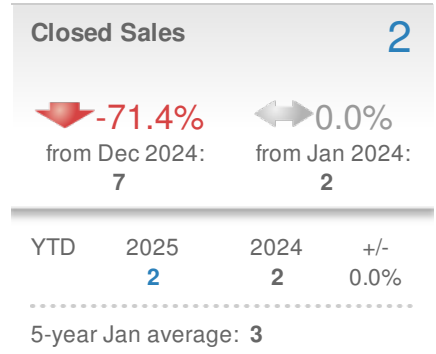 Closed Sales 2
-71.4% 0.0%
from Dec 2024: from Jan 2024:
7 2
YTD 2025 2024 +/-
2 2 0.0%
5-year Jan average: 3